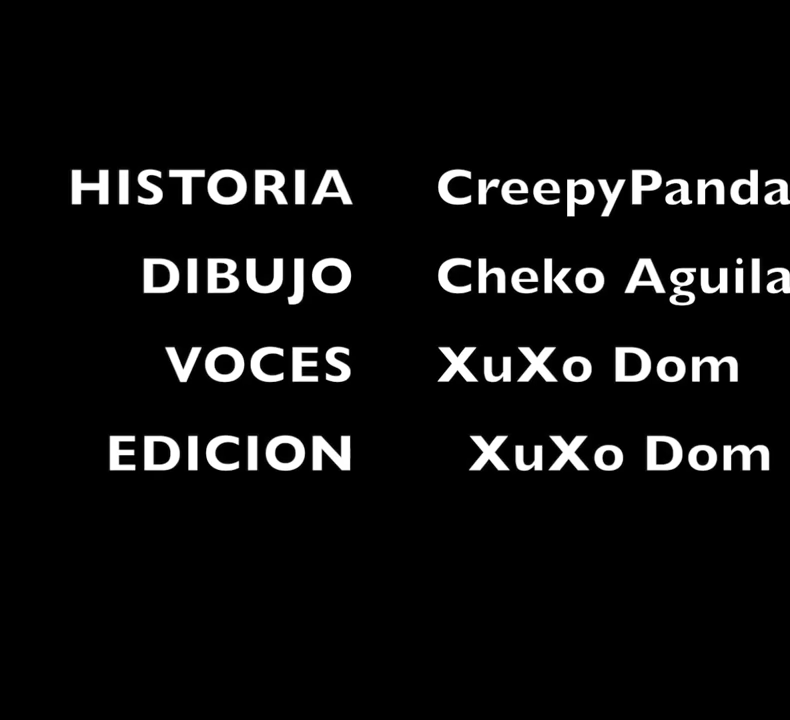 HISTORIA CreepyPanda
DIBUJO Cheko Aguila
VOCES XuXo Dom
EDICION XuXo Dom